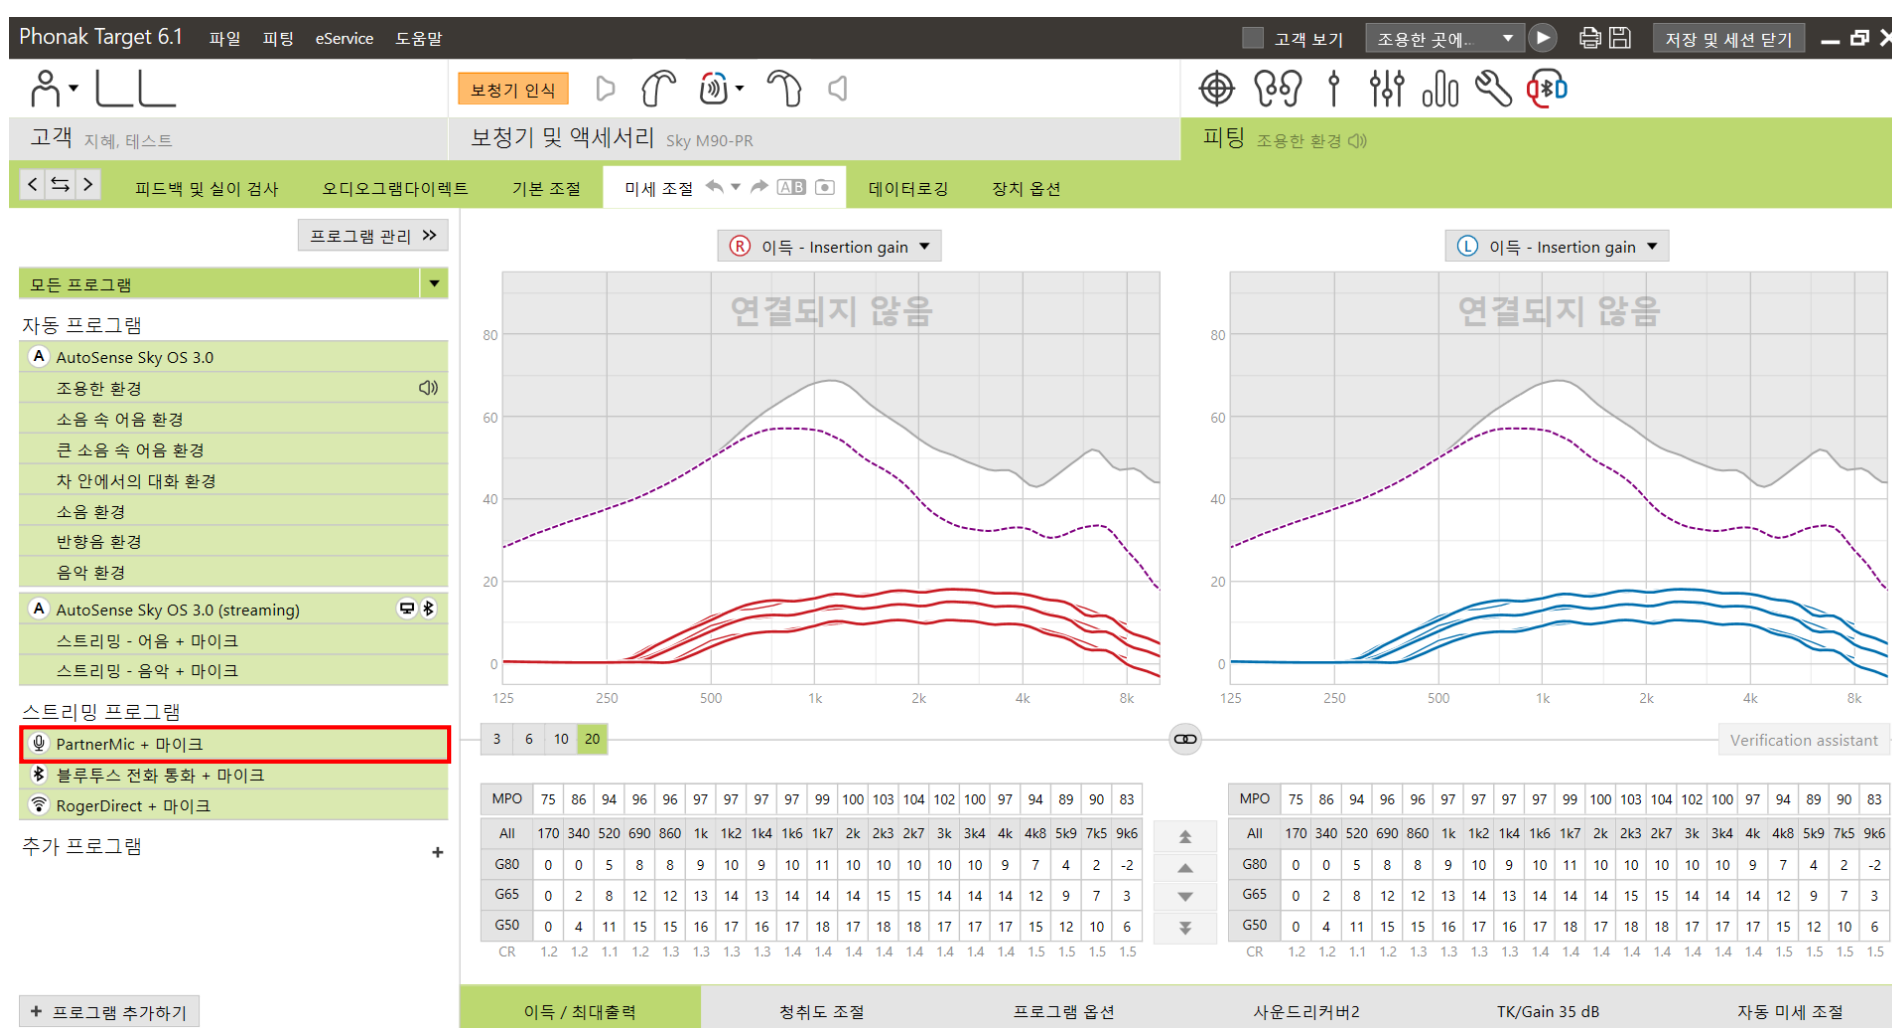 Phonak Target 6.1 파일 피팅 eService 도움말 고객 보기 조용한 곳에... 저장 및 세션 닫기
보청기 인식
고객 지혜, 테스트 보청기 및 액세서리 Sky M90-PR 피팅 조용한 환경
피드백 및 실이 검사 오디오그램다이렉트 기본 조절 미세 조절 AB 데이터로깅 장치 옵션
프로그램 관리
모든 프로그램
자동 프로그램
A AutoSense Sky OS 3.0
조용한 환경
소음 속 어음 환경
큰 소음 속 어음 환경
차 안에서의 대화 환경
소음 환경
반향음 환경
음악 환경
A AutoSense Sky OS 3.0 (streaming)
스트리밍 - 어음 + 마이크
스트리밍 - 음악 + 마이크
스트리밍 프로그램
PartnerMic + 마이크
블루투스 전화 통화 + 마이크
RogerDirect + 마이크
추가 프로그램 +
+ 프로그램 추가하기
R 이득 - Insertion gain
연결되지 않음
80
60
40
20
0
125 250 500 1k 2k 4k 8k
L 이득 - Insertion gain
연결되지 않음
80
60
40
20
0
125 250 500 1k 2k 4k 8k
3 6 10 20
Verification assistant
MPO 75 86 94 96 96 97 97 97 97 99 100 103 104 102 100 97 94 89 90 83
All 170 340 520 690 860 1k 1k2 1k4 1k6 1k7 2k 2k3 2k7 3k 3k4 4k 4k8 5k9 7k5 9k6
G80 0 0 5 8 8 9 10 9 10 11 10 10 10 10 10 9 7 4 2 -2
G65 0 2 8 12 12 13 14 13 14 14 14 15 15 14 14 14 12 9 7 3
G50 0 4 11 15 15 16 17 16 17 18 17 18 18 17 17 17 15 12 10 6
CR 1.2 1.2 1.1 1.2 1.3 1.3 1.3 1.3 1.4 1.4 1.4 1.4 1.4 1.4 1.4 1.4 1.5 1.5 1.5 1.5
MPO 75 86 94 96 96 97 97 97 97 99 100 103 104 102 100 97 94 89 90 83
All 170 340 520 690 860 1k 1k2 1k4 1k6 1k7 2k 2k3 2k7 3k 3k4 4k 4k8 5k9 7k5 9k6
G80 0 0 5 8 8 9 10 9 10 11 10 10 10 10 10 9 7 4 2 -2
G65 0 2 8 12 12 13 14 13 14 14 14 15 15 14 14 14 12 9 7 3
G50 0 4 11 15 15 16 17 16 17 18 17 18 18 17 17 17 15 12 10 6
CR 1.2 1.2 1.1 1.2 1.3 1.3 1.3 1.3 1.4 1.4 1.4 1.4 1.4 1.4 1.4 1.4 1.5 1.5 1.5 1.5
이득 / 최대출력 청취도 조절 프로그램 옵션 사운드리커버2 TK/Gain 35 dB 자동 미세 조절